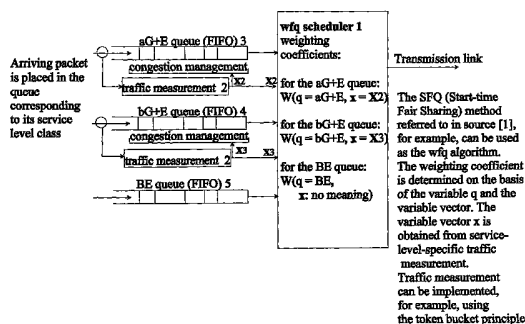 Arriving packet
is placed in the
queue
corresponding
to its service
level class
aG+E queue (FIFO) 3
congestion management
X2
traffic measurement 2
X2
bG+E queue (FIFO) 4
congestion management
X3
traffic measurement 2
X3
BE queue (FIFO) 5
wfq scheduler 1
weighting
coefficients:
for the aG+E queue:
W(q = aG+E, x = X2)
for the bG+E queue:
W(q = bG+E, x = X3)
for the BE queue:
W(q = BE,
x: no meaning)
Transmission link
The SFQ (Start-time
Fair Sharing) method
referred to in source [1],
for example, can be used
as the wfq algorithm.
The weighting coefficient
is determined on the basis
of the variable q and the
variable vector. The
variable vector x is
obtained from service-
level-specific traffic
measurement.
Traffic measurement
can be implemented,
for example, using
the token bucket principle